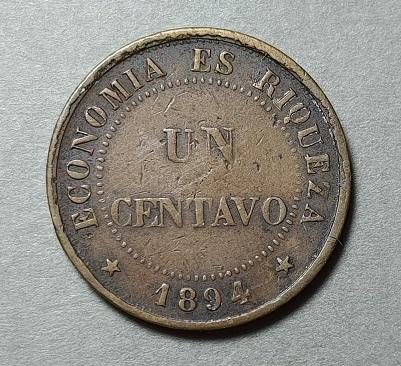 ECONOMIA ES RIQUEZA
UN
CENTAVO
1894